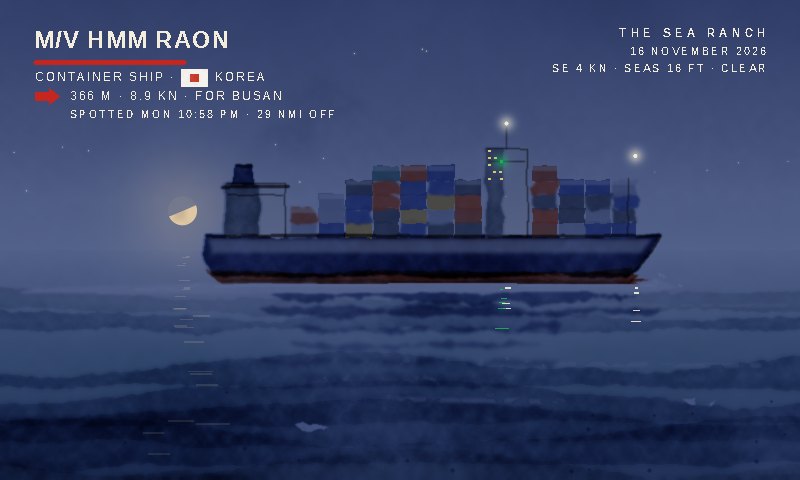 M/V HMM RAON
CONTAINER SHIP · KOREA
366 M · 8.9 KN · FOR BUSAN
SPOTTED MON 10:58 PM · 29 NMI OFF
THE SEA RANCH
16 NOVEMBER 2026
SE 4 KN · SEAS 16 FT · CLEAR